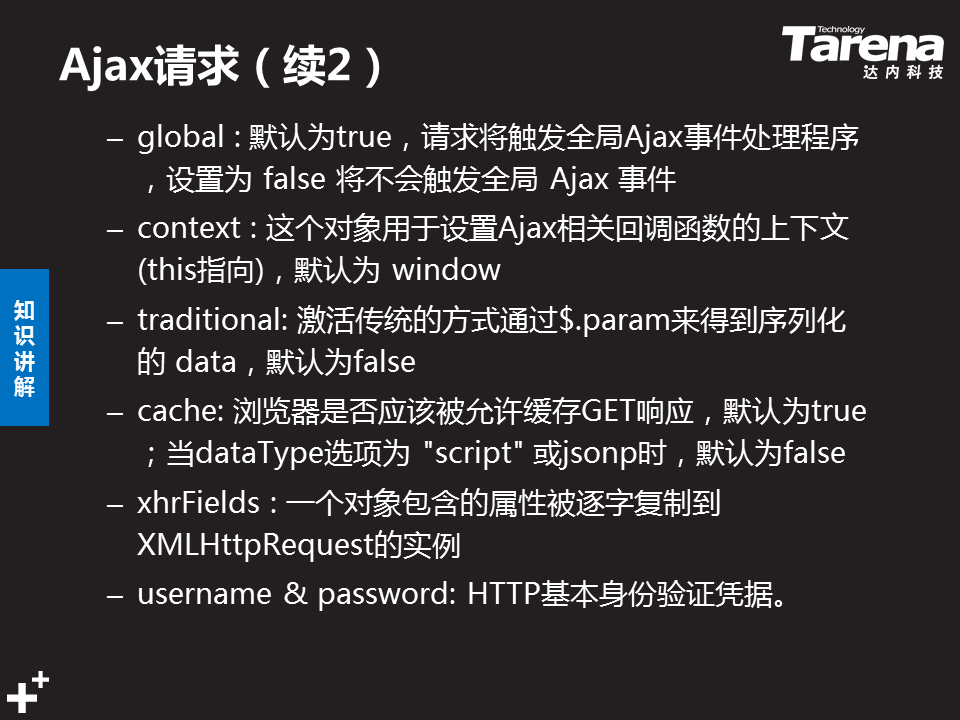 Ajax请求（续2）
Technology
Tarena
达内科技
– global : 默认为true，请求将触发全局Ajax事件处理程序
，设置为 false 将不会触发全局 Ajax 事件
– context : 这个对象用于设置Ajax相关回调函数的上下文
(this指向)，默认为 window
– traditional: 激活传统的方式通过$.param来得到序列化
的 data，默认为false
– cache: 浏览器是否应该被允许缓存GET响应，默认为true
；当dataType选项为 "script" 或jsonp时，默认为false
– xhrFields : 一个对象包含的属性被逐字复制到
XMLHttpRequest的实例
– username & password: HTTP基本身份验证凭据。
知
识
讲
解